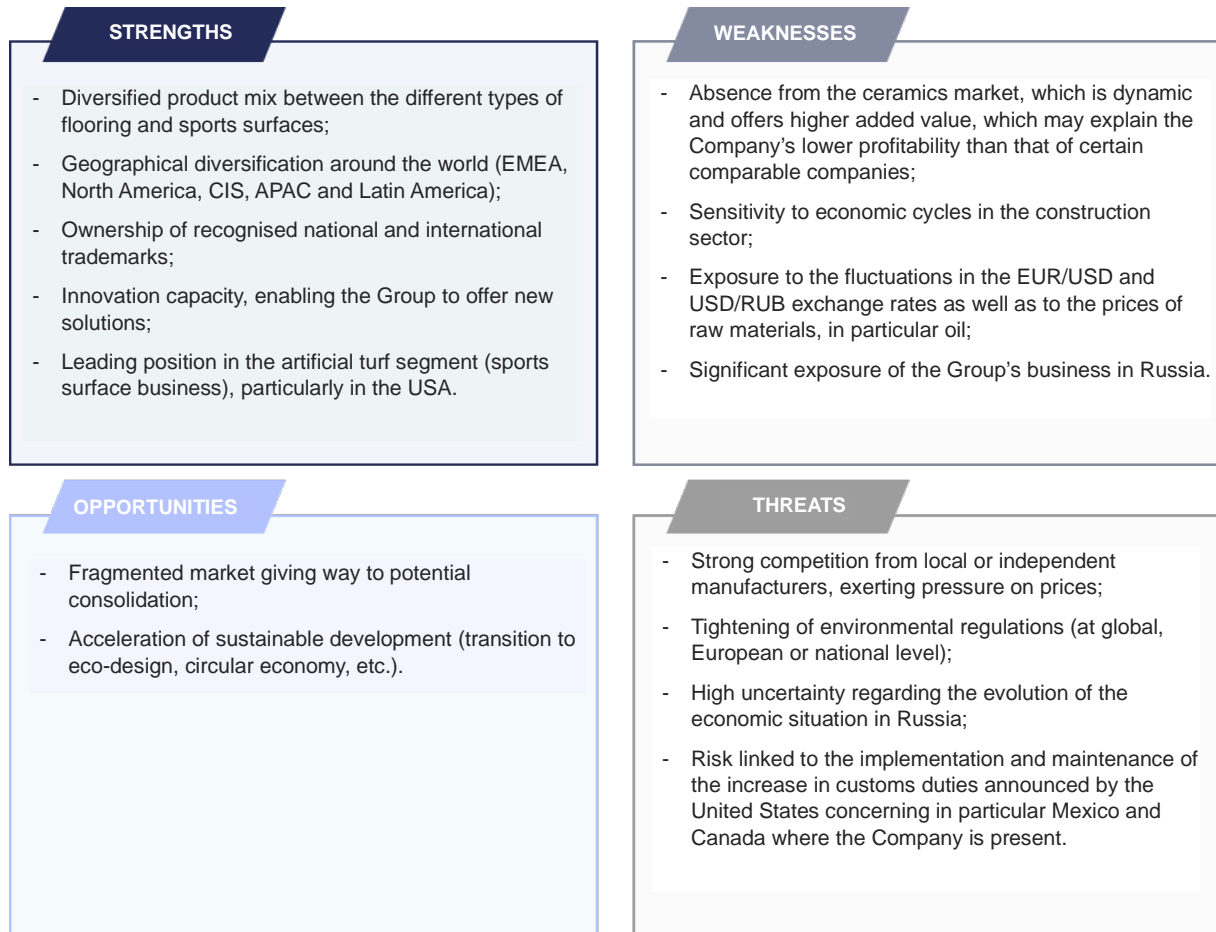 STRENGTHS
- Diversified product mix between the different types of
flooring and sports surfaces;
- Geographical diversification around the world (EMEA,
North America, CIS, APAC and Latin America);
- Ownership of recognised national and international
trademarks;
- Innovation capacity, enabling the Group to offer new
solutions;
- Leading position in the artificial turf segment (sports
surface business), particularly in the USA.
WEAKNESSES
- Absence from the ceramics market, which is dynamic
and offers higher added value, which may explain the
Company’s lower profitability than that of certain
comparable companies;
- Sensitivity to economic cycles in the construction
sector;
- Exposure to the fluctuations in the EUR/USD and
USD/RUB exchange rates as well as to the prices of
raw materials, in particular oil;
- Significant exposure of the Group’s business in Russia.
OPPORTUNITIES
- Fragmented market giving way to potential
consolidation;
- Acceleration of sustainable development (transition to
eco-design, circular economy, etc.).
THREATS
- Strong competition from local or independent
manufacturers, exerting pressure on prices;
- Tightening of environmental regulations (at global,
European or national level);
- High uncertainty regarding the evolution of the
economic situation in Russia;
- Risk linked to the implementation and maintenance of
the increase in customs duties announced by the
United States concerning in particular Mexico and
Canada where the Company is present.